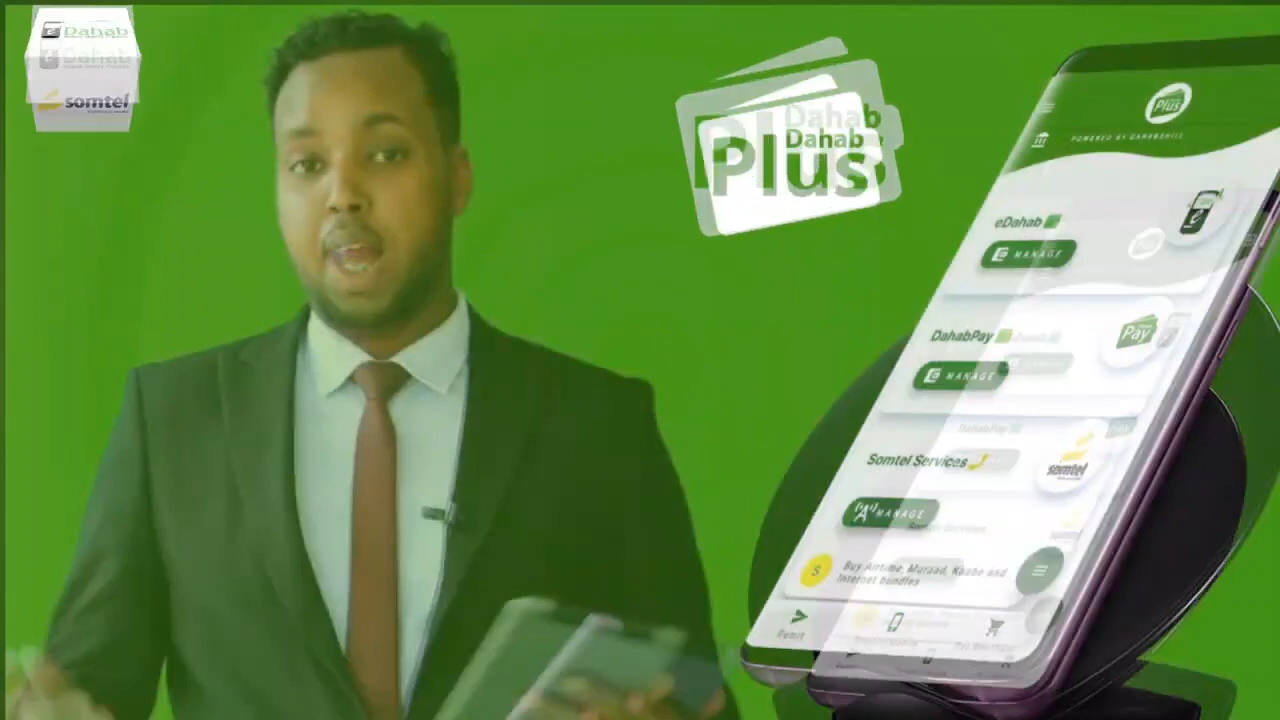 Dahab
somtel
Dahab
Plus
Plus
POWERED BY DAHABSHIIL
eDahab
MANAGE
DahabPay
Pay
MANAGE
Somtel Services
somtel
MANAGE
Buy Airtime, Muraad, Kaabe and
Internet bundles
Remit